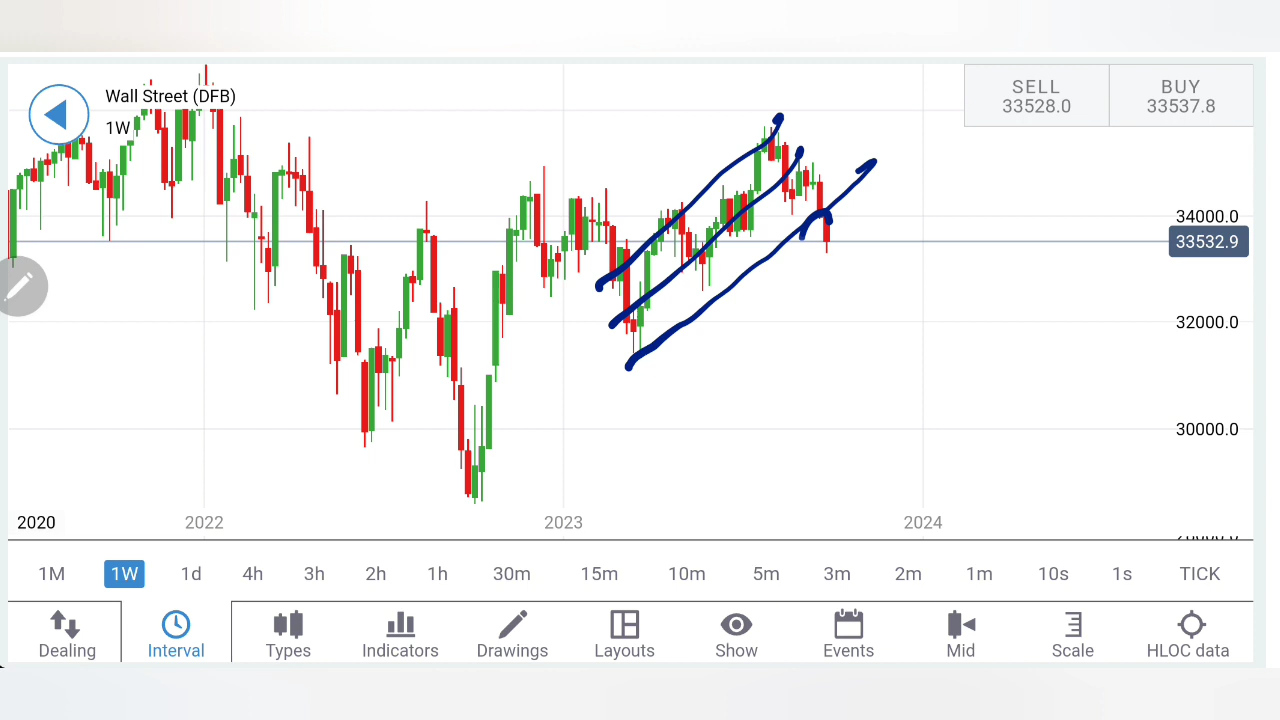 Wall Street (DFB)
1W
SELL
33528.0
BUY
33537.8
34000.0
33532.9
32000.0
30000.0
2020 2022 2023 2024
1M 1W 1d 4h 3h 2h 1h 30m 15m 10m 5m 3m 2m 1m 10s 1s TICK
Dealing Interval Types Indicators Drawings Layouts Show Events Mid Scale HLOC data